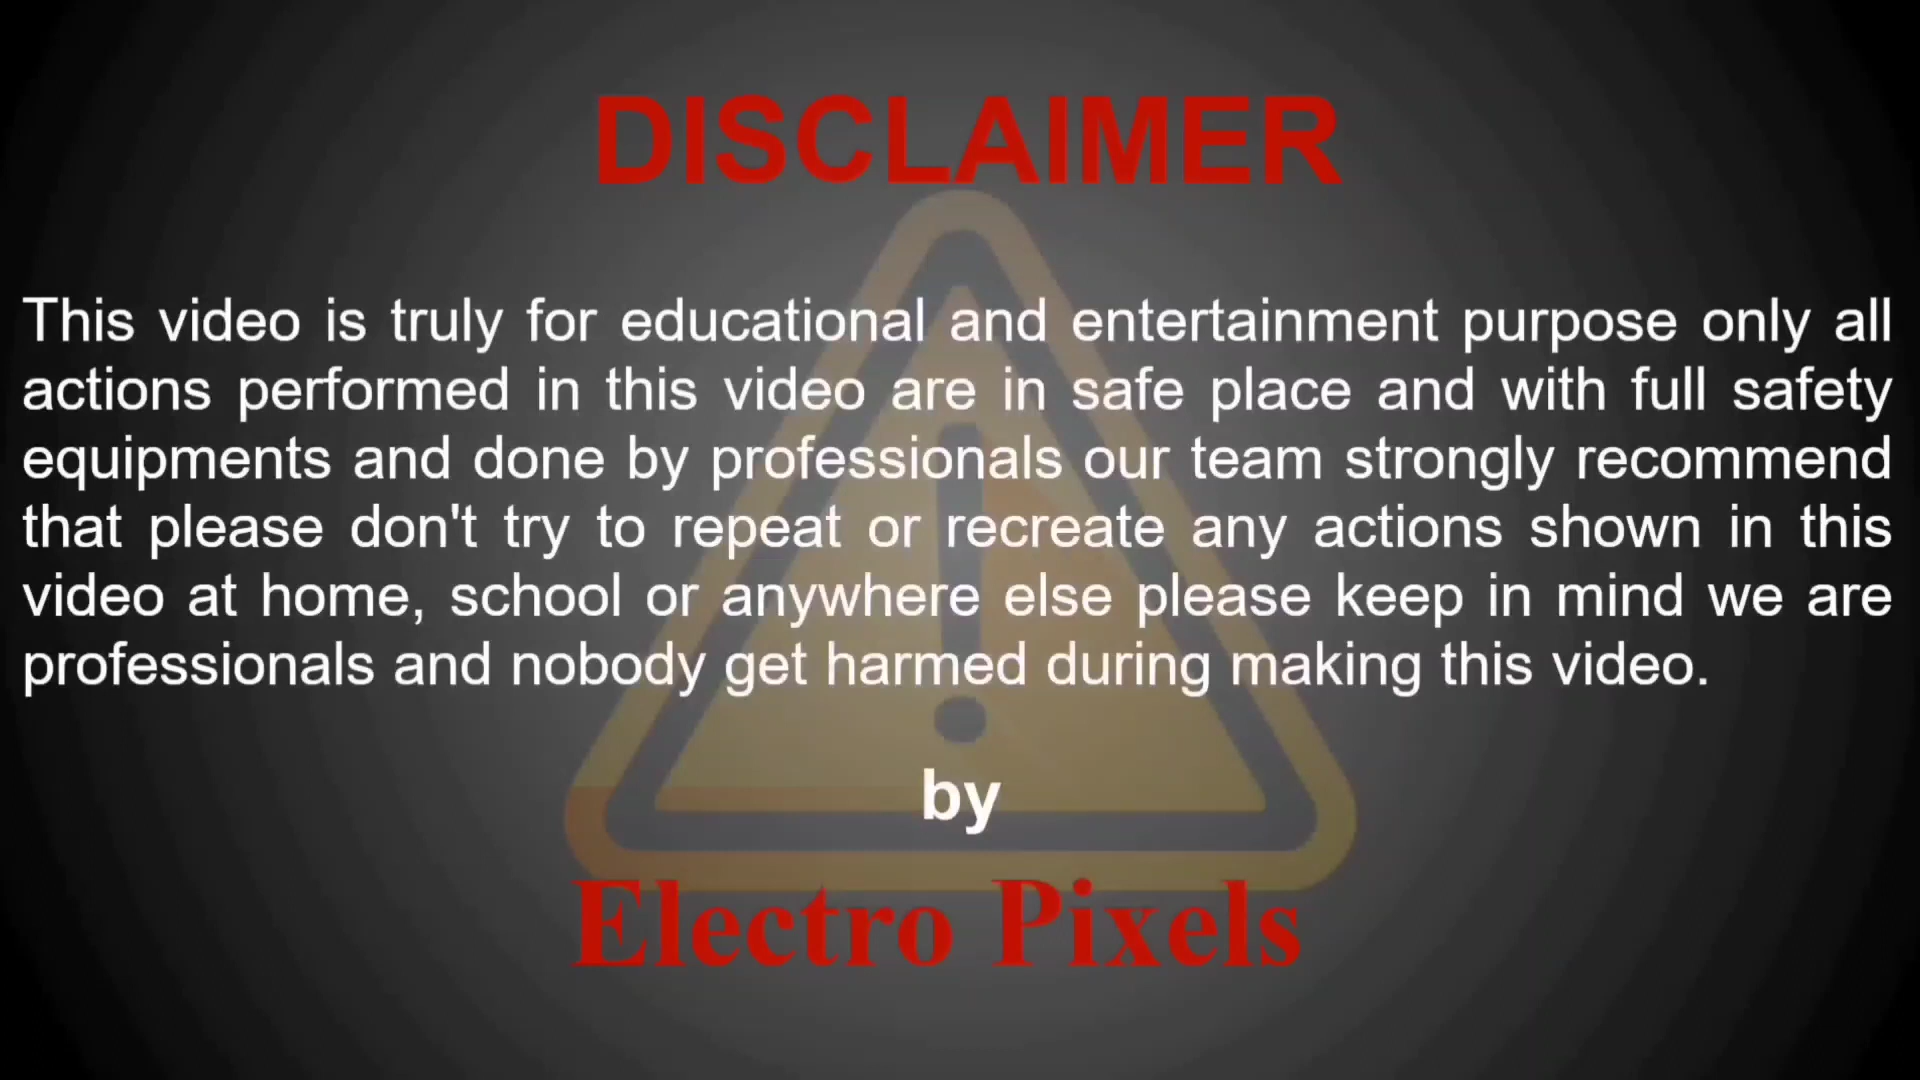 DISCLAIMER
This video is truly for educational and entertainment purpose only all
actions performed in this video are in safe place and with full safety
equipments and done by professionals our team strongly recommend
that please don't try to repeat or recreate any actions shown in this
video at home, school or anywhere else please keep in mind we are
professionals and nobody get harmed during making this video.
by
Electro Pixels